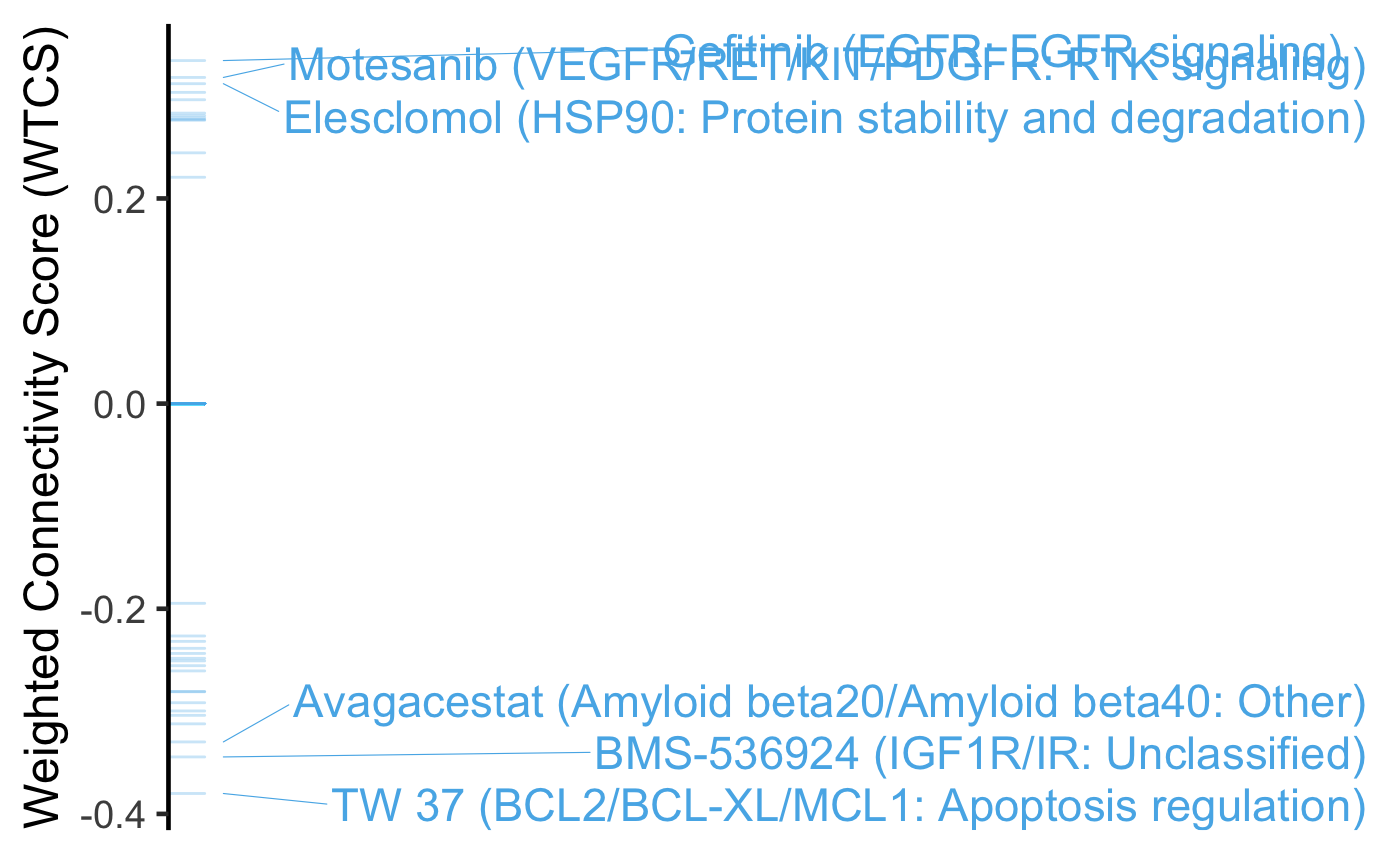 Weighted Connectivity Score (WTCS)
Gefitinib (EGFR: EGFR signaling)
Motesanib (VEGFR/RET/KIT/PDGFR: RTK signaling)
Elesclomol (HSP90: Protein stability and degradation)
0.2
0.0
-0.2
Avagacestat (Amyloid beta20/Amyloid beta40: Other)
BMS-536924 (IGF1R/IR: Unclassified)
TW 37 (BCL2/BCL-XL/MCL1: Apoptosis regulation)
-0.4